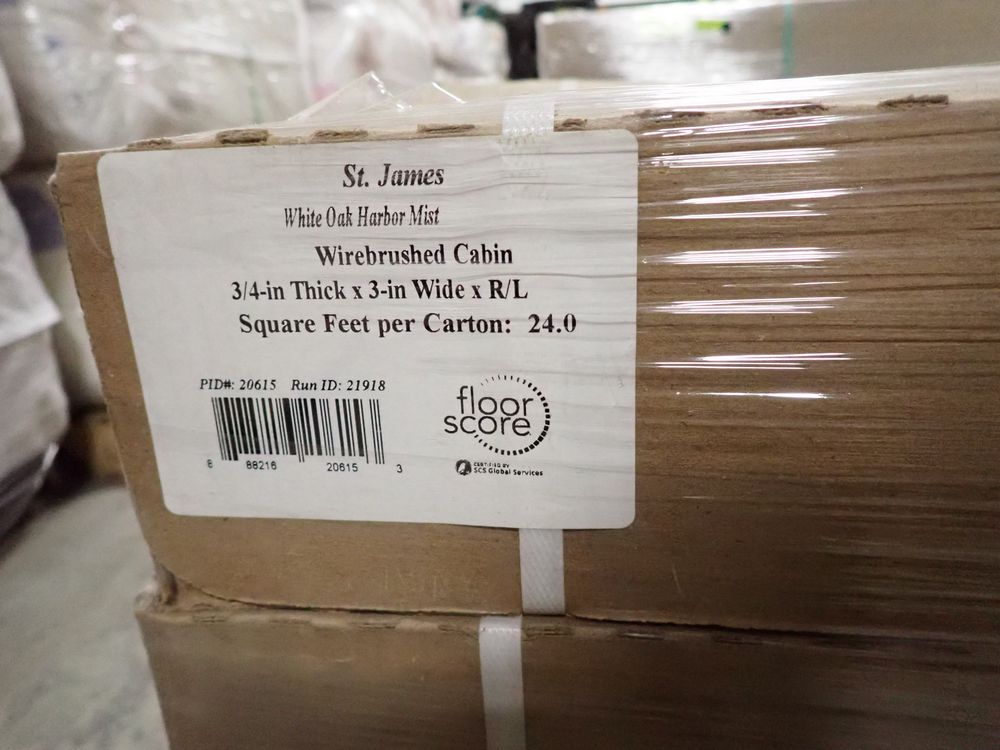 St. James
White Oak Harbor Mist
Wirebrushed Cabin
3/4-in Thick x 3-in Wide x R/L
Square Feet per Carton: 24.0
PID#: 20615 Run ID: 21918
8 88216 20615 3
floor
score
CERTIFIED BY
SCS Global Services